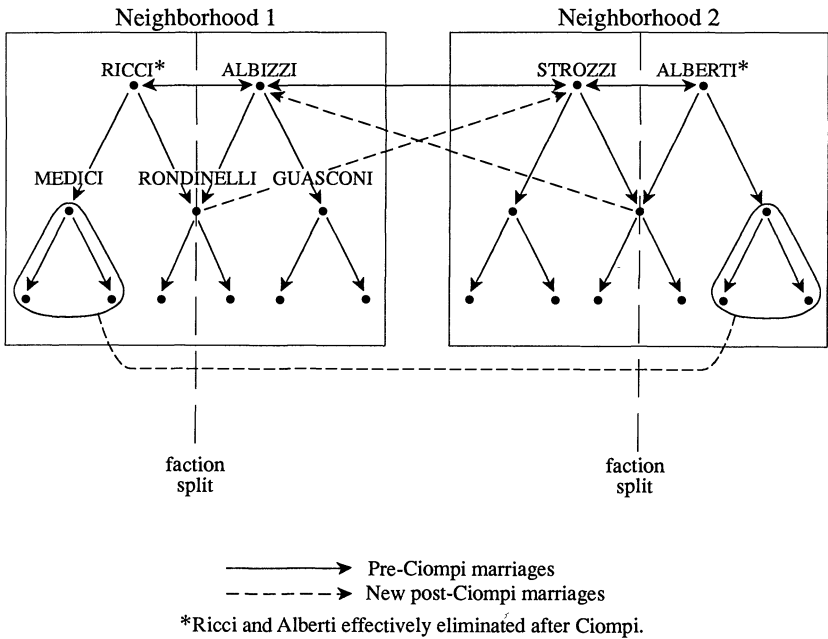 Neighborhood 1
Neighborhood 2
RICCI*
ALBIZZI
STROZZI
ALBERTI*
MEDICI
RONDINELLI
GUASCONI
faction
split
faction
split
Pre-Ciompi marriages
New post-Ciompi marriages
*Ricci and Alberti effectively eliminated after Ciompi.